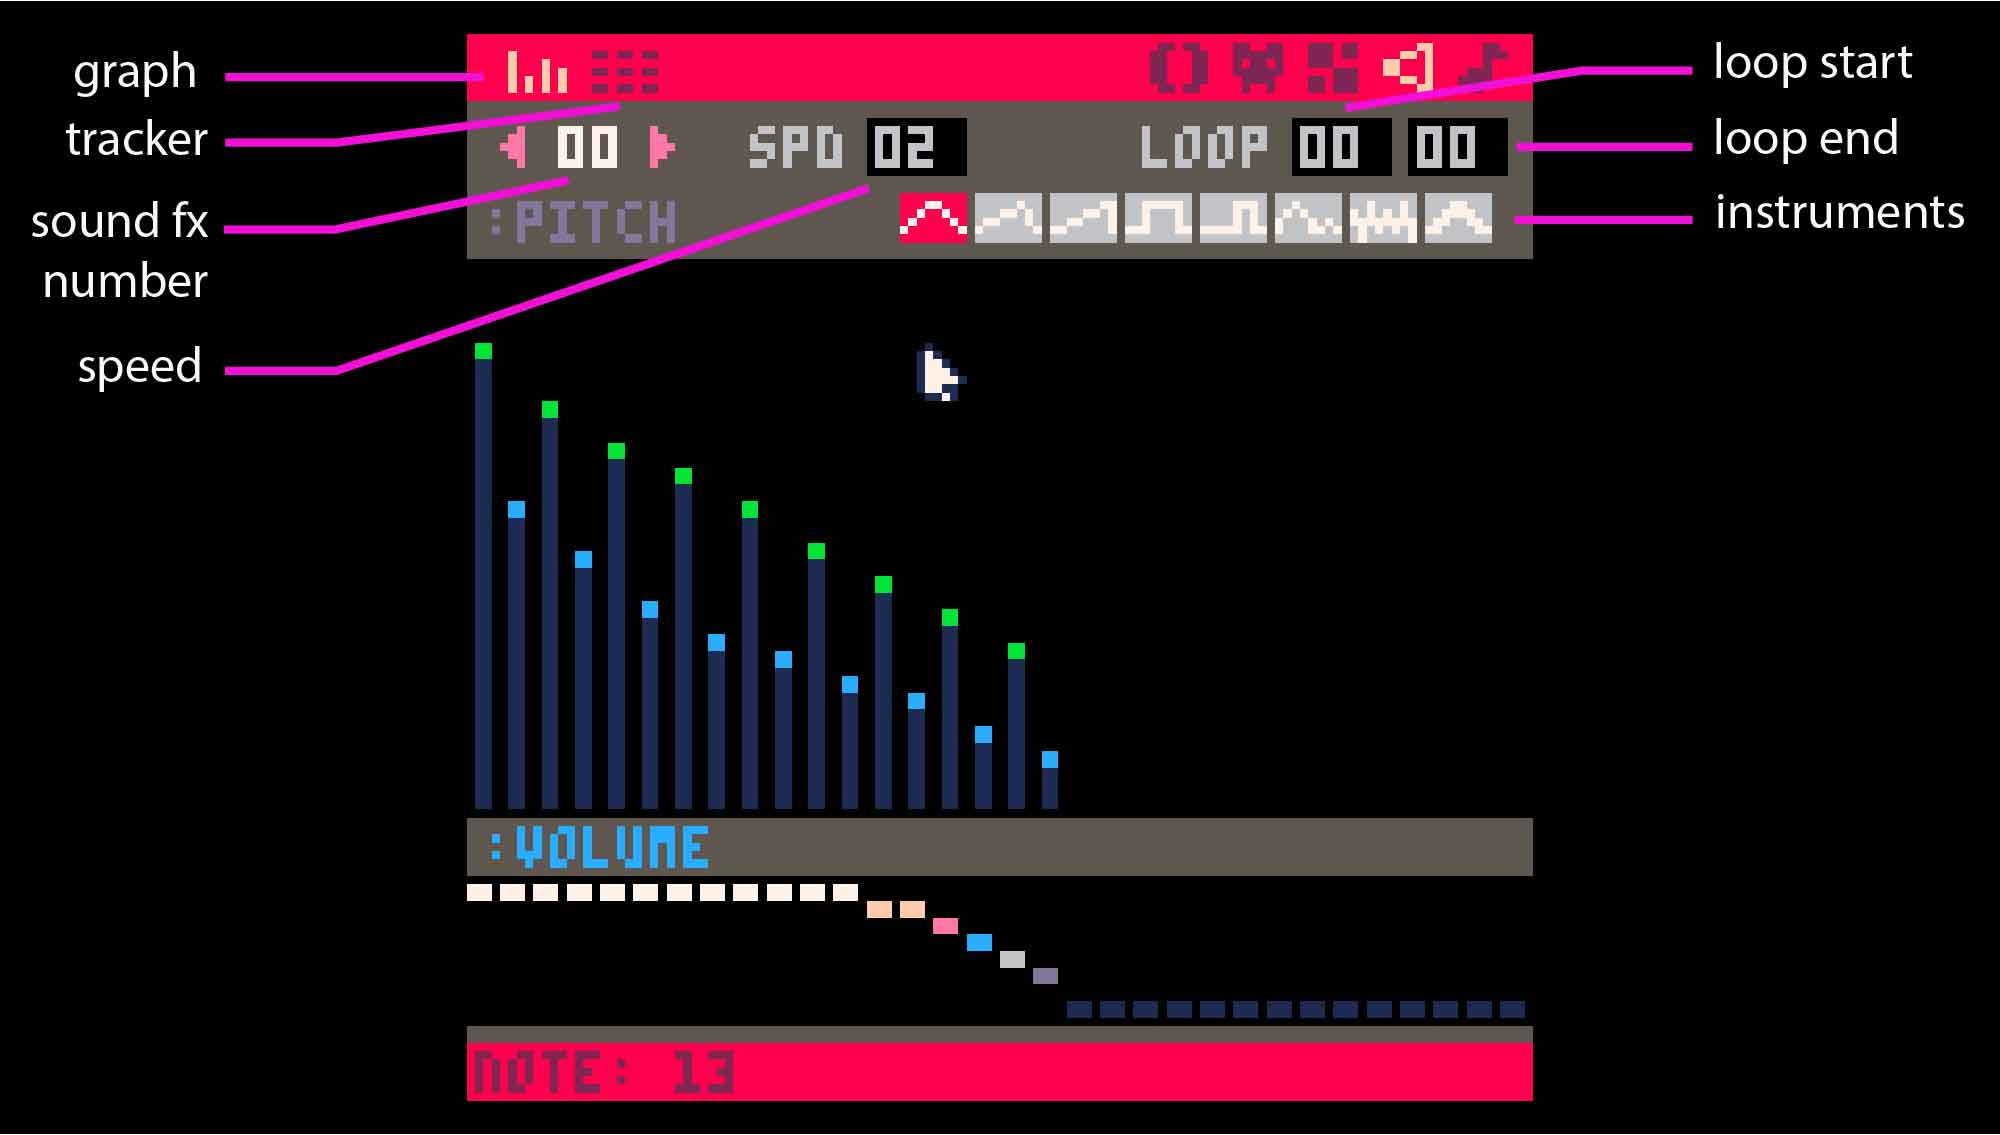 graph
tracker
sound fx
number
speed
loop start
loop end
instruments
00 SPD 02 LOOP 00 00
:PITCH
:VOLUME
NOTE: 13